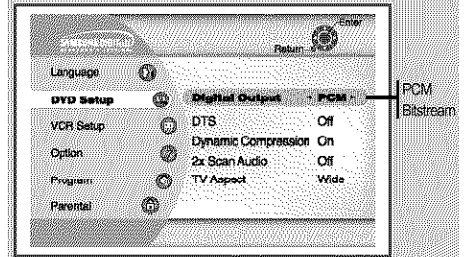 Enter
Return
Language
DVD Setup
VCR Setup
Option
Program
Parental
Digital Output PCM
DTS Off
Dynamic Compression On
2x Scan Audio Off
TV Aspect Wide
PCM
Bitstream